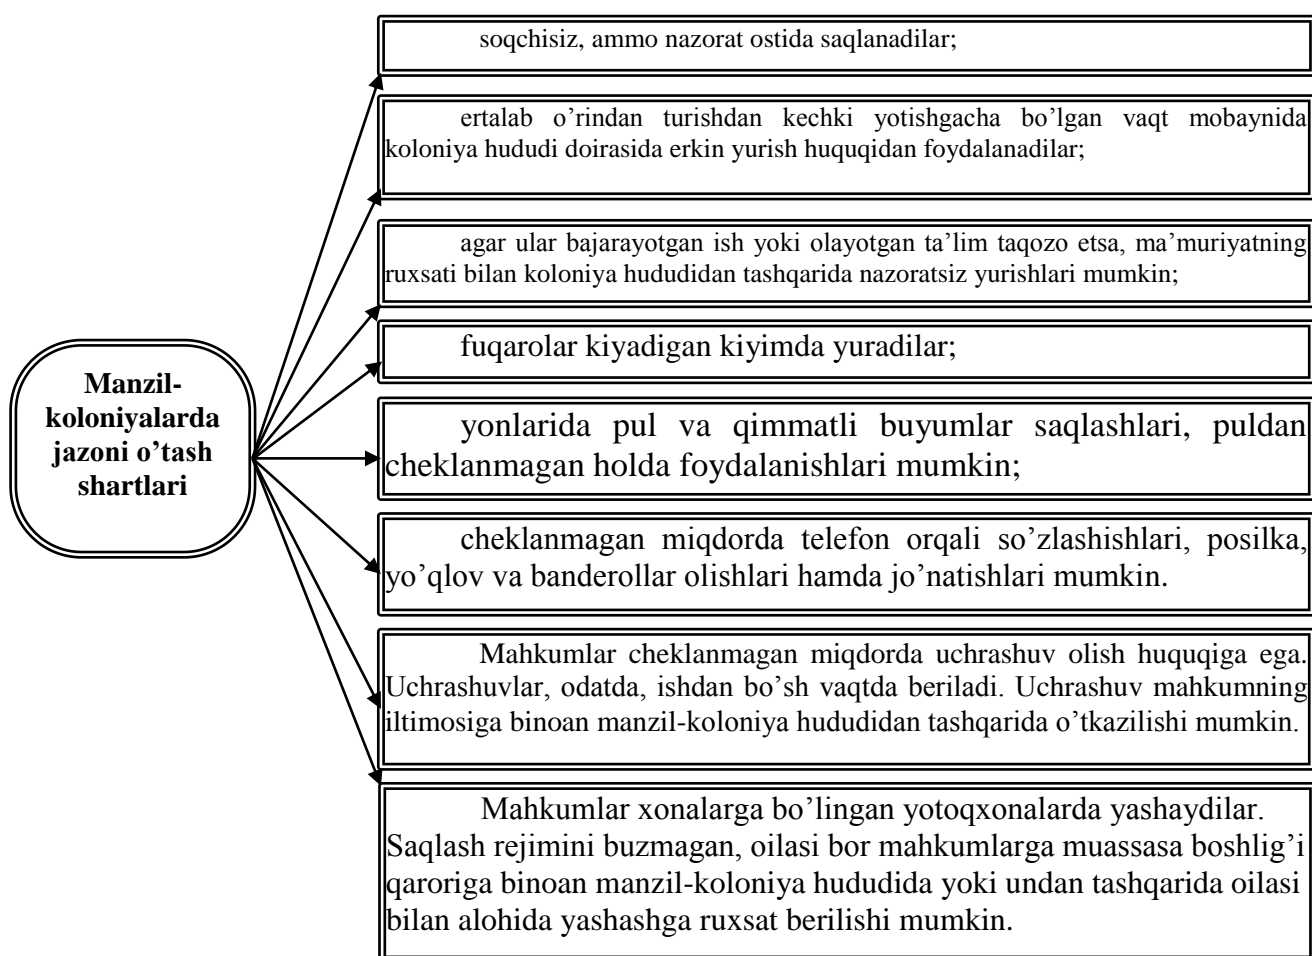 soqchisiz, ammo nazorat ostida saqlanadilar;
ertalab o’rindan turishdan kechki yotishgacha bo’lgan vaqt mobaynida
koloniya hududi doirasida erkin yurish huquqidan foydalanadilar;
agar ular bajarayotgan ish yoki olayotgan ta’lim taqozo etsa, ma’muriyatning
ruxsati bilan koloniya hududidan tashqarida nazoratsiz yurishlari mumkin;
fuqarolar kiyadigan kiyimda yuradilar;
Manzil-
koloniyalarda
jazoni o’tash
shartlari
yonlarida pul va qimmatli buyumlar saqlashlari, puldan
cheklanmagan holda foydalanishlari mumkin;
cheklanmagan miqdorda telefon orqali so’zlashishlari, posilka,
yo’qlov va banderollar olishlari hamda jo’natishlari mumkin.
Mahkumlar cheklanmagan miqdorda uchrashuv olish huquqiga ega.
Uchrashuvlar, odatda, ishdan bo’sh vaqtda beriladi. Uchrashuv mahkumning
iltimosiga binoan manzil-koloniya hududidan tashqarida o’tkazilishi mumkin.
Mahkumlar xonalarga bo’lingan yotoqxonalarda yashaydilar.
Saqlash rejimini buzmagan, oilasi bor mahkumlarga muassasa boshlig’i
qaroriga binoan manzil-koloniya hududida yoki undan tashqarida oilasi
bilan alohida yashashga ruxsat berilishi mumkin.